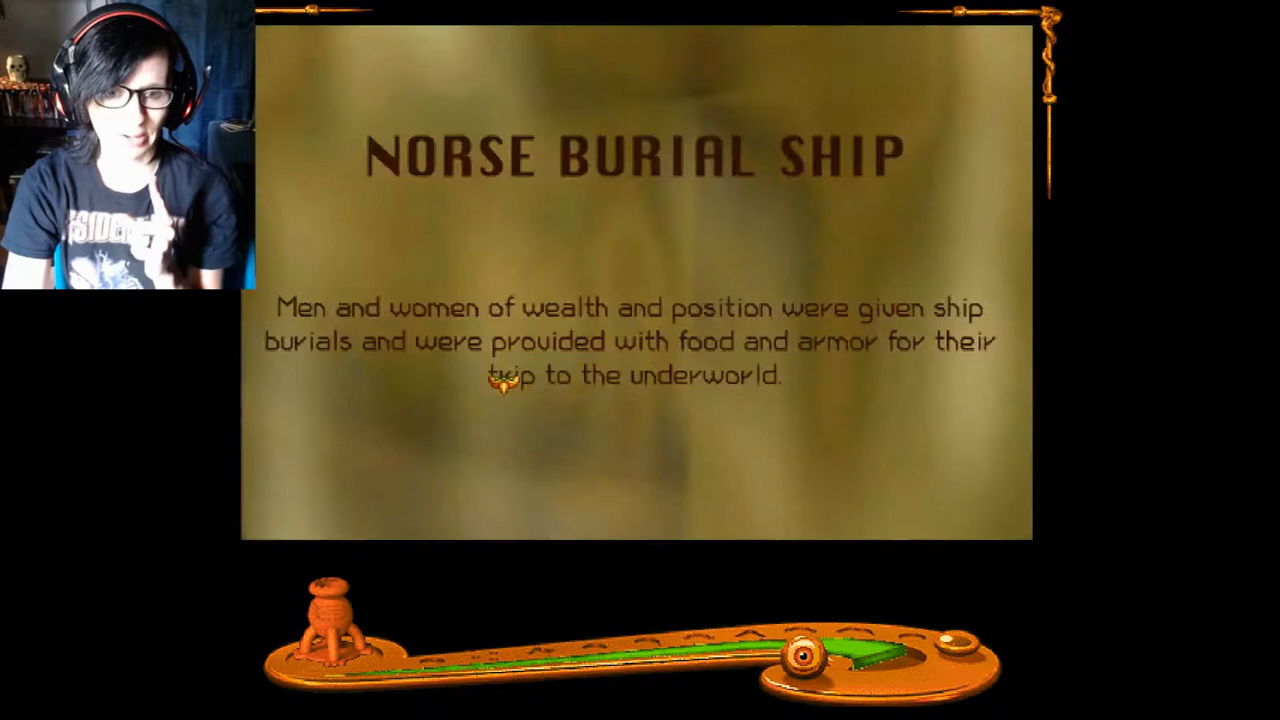 NORSE BURIAL SHIP
Men and women of wealth and position were given ship
burials and were provided with food and armor for their
trip to the underworld.